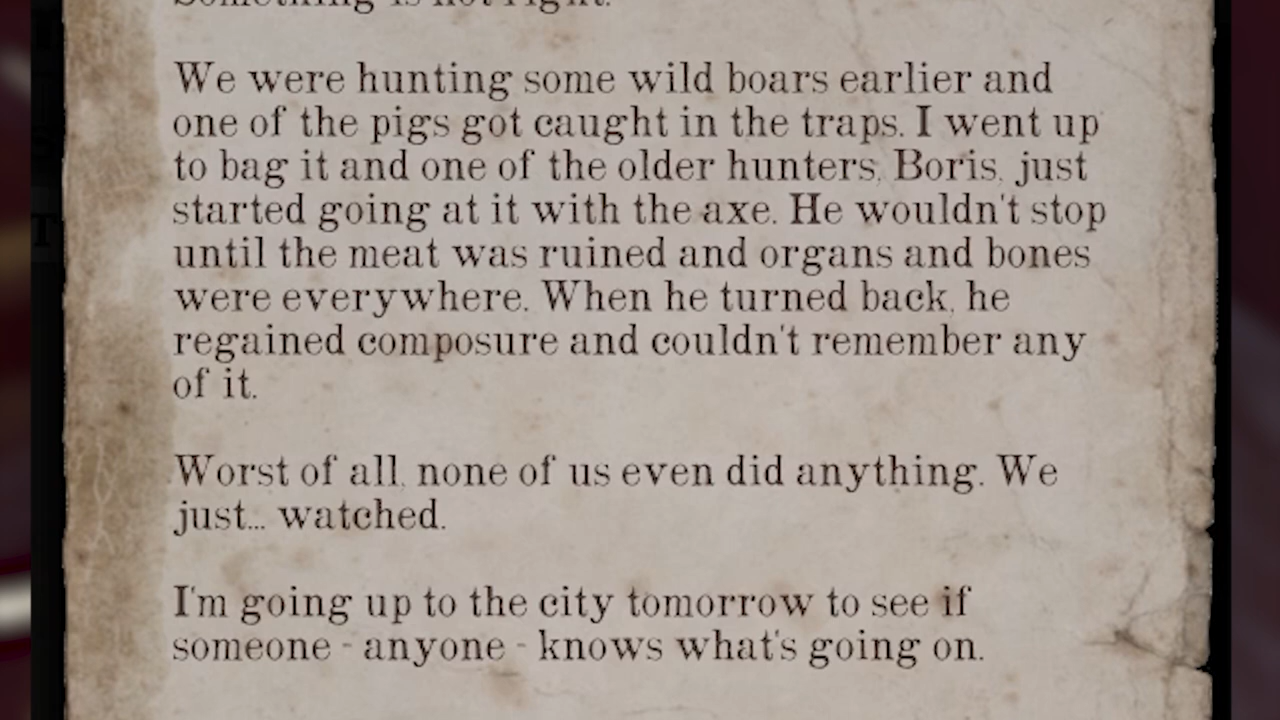 Something is not right.
We were hunting some wild boars earlier and
one of the pigs got caught in the traps. I went up
to bag it and one of the older hunters, Boris, just
started going at it with the axe. He wouldn't stop
until the meat was ruined and organs and bones
were everywhere. When he turned back, he
regained composure and couldn't remember any
of it.
Worst of all, none of us even did anything. We
just... watched.
I'm going up to the city tomorrow to see if
someone - anyone - knows what's going on.